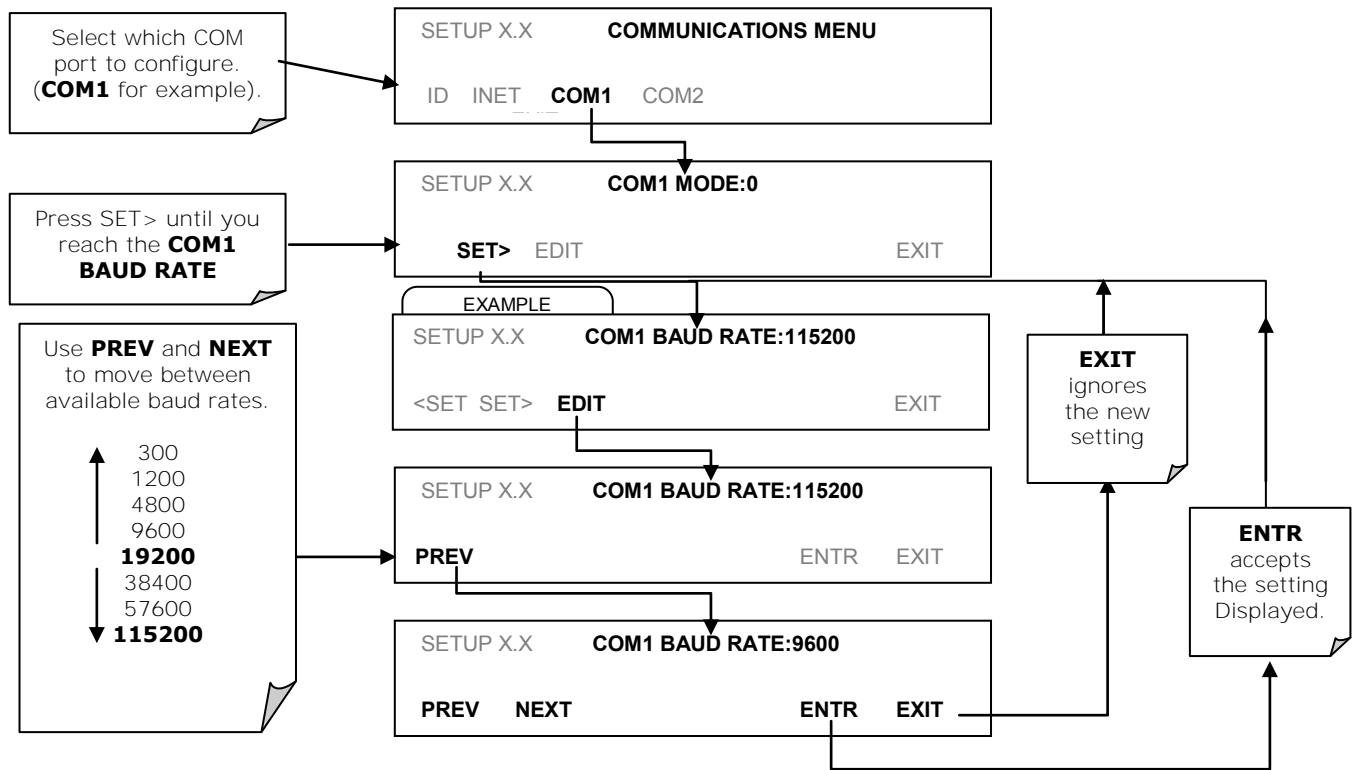 Select which COM
port to configure.
(COM1 for example).
SETUP X.X COMMUNICATIONS MENU
ID INET COM1 COM2
Press SET> until you
reach the COM1
BAUD RATE
SETUP X.X COM1 MODE:0
SET> EDIT EXIT
EXAMPLE
SETUP X.X COM1 BAUD RATE:115200
<SET SET> EDIT EXIT
Use PREV and NEXT
to move between
available baud rates.
300
1200
4800
9600
19200
38400
57600
115200
SETUP X.X COM1 BAUD RATE:115200
PREV ENTR EXIT
SETUP X.X COM1 BAUD RATE:9600
PREV NEXT ENTR EXIT
EXIT
ignores
the new
setting
ENTR
accepts
the setting
Displayed.